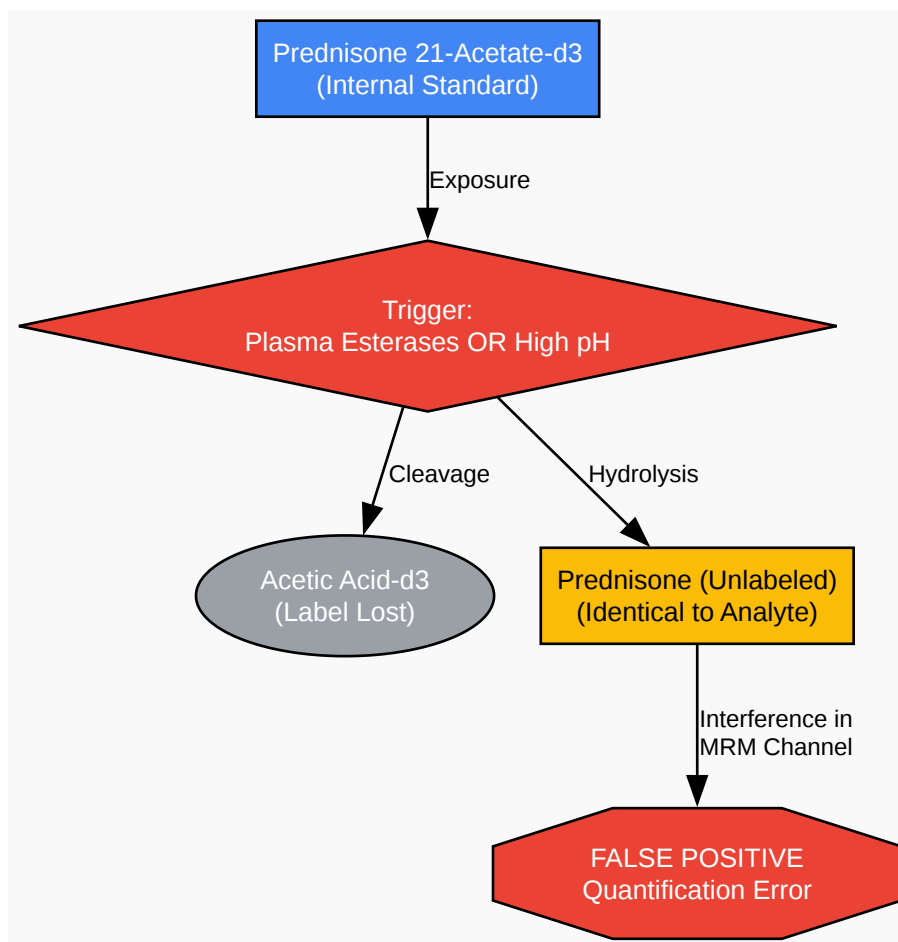 Prednisone 21-Acetate-d3
(Internal Standard)
Exposure
Trigger:
Plasma Esterases OR High pH
Cleavage
Hydrolysis
Acetic Acid-d3
(Label Lost)
Prednisone (Unlabeled)
(Identical to Analyte)
Interference in
MRM Channel
FALSE POSITIVE
Quantification Error